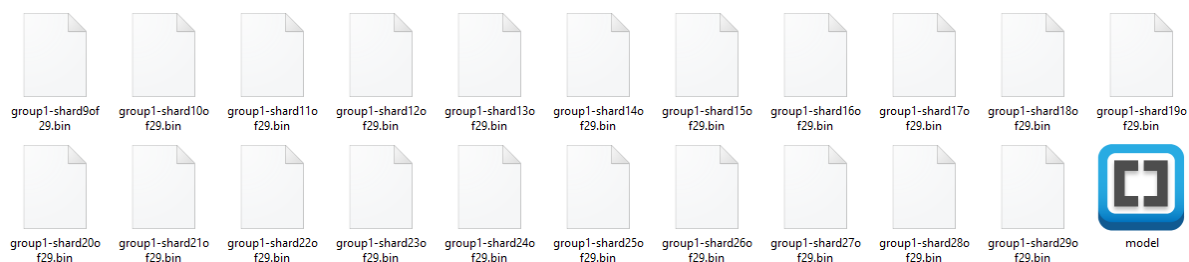 group1-shard9of
29.bin
group1-shard10o
f29.bin
group1-shard11o
f29.bin
group1-shard12o
f29.bin
group1-shard13o
f29.bin
group1-shard14o
f29.bin
group1-shard15o
f29.bin
group1-shard16o
f29.bin
group1-shard17o
f29.bin
group1-shard18o
f29.bin
group1-shard19o
f29.bin
group1-shard20o
f29.bin
group1-shard21o
f29.bin
group1-shard22o
f29.bin
group1-shard23o
f29.bin
group1-shard24o
f29.bin
group1-shard25o
f29.bin
group1-shard26o
f29.bin
group1-shard27o
f29.bin
group1-shard28o
f29.bin
group1-shard29o
f29.bin
model